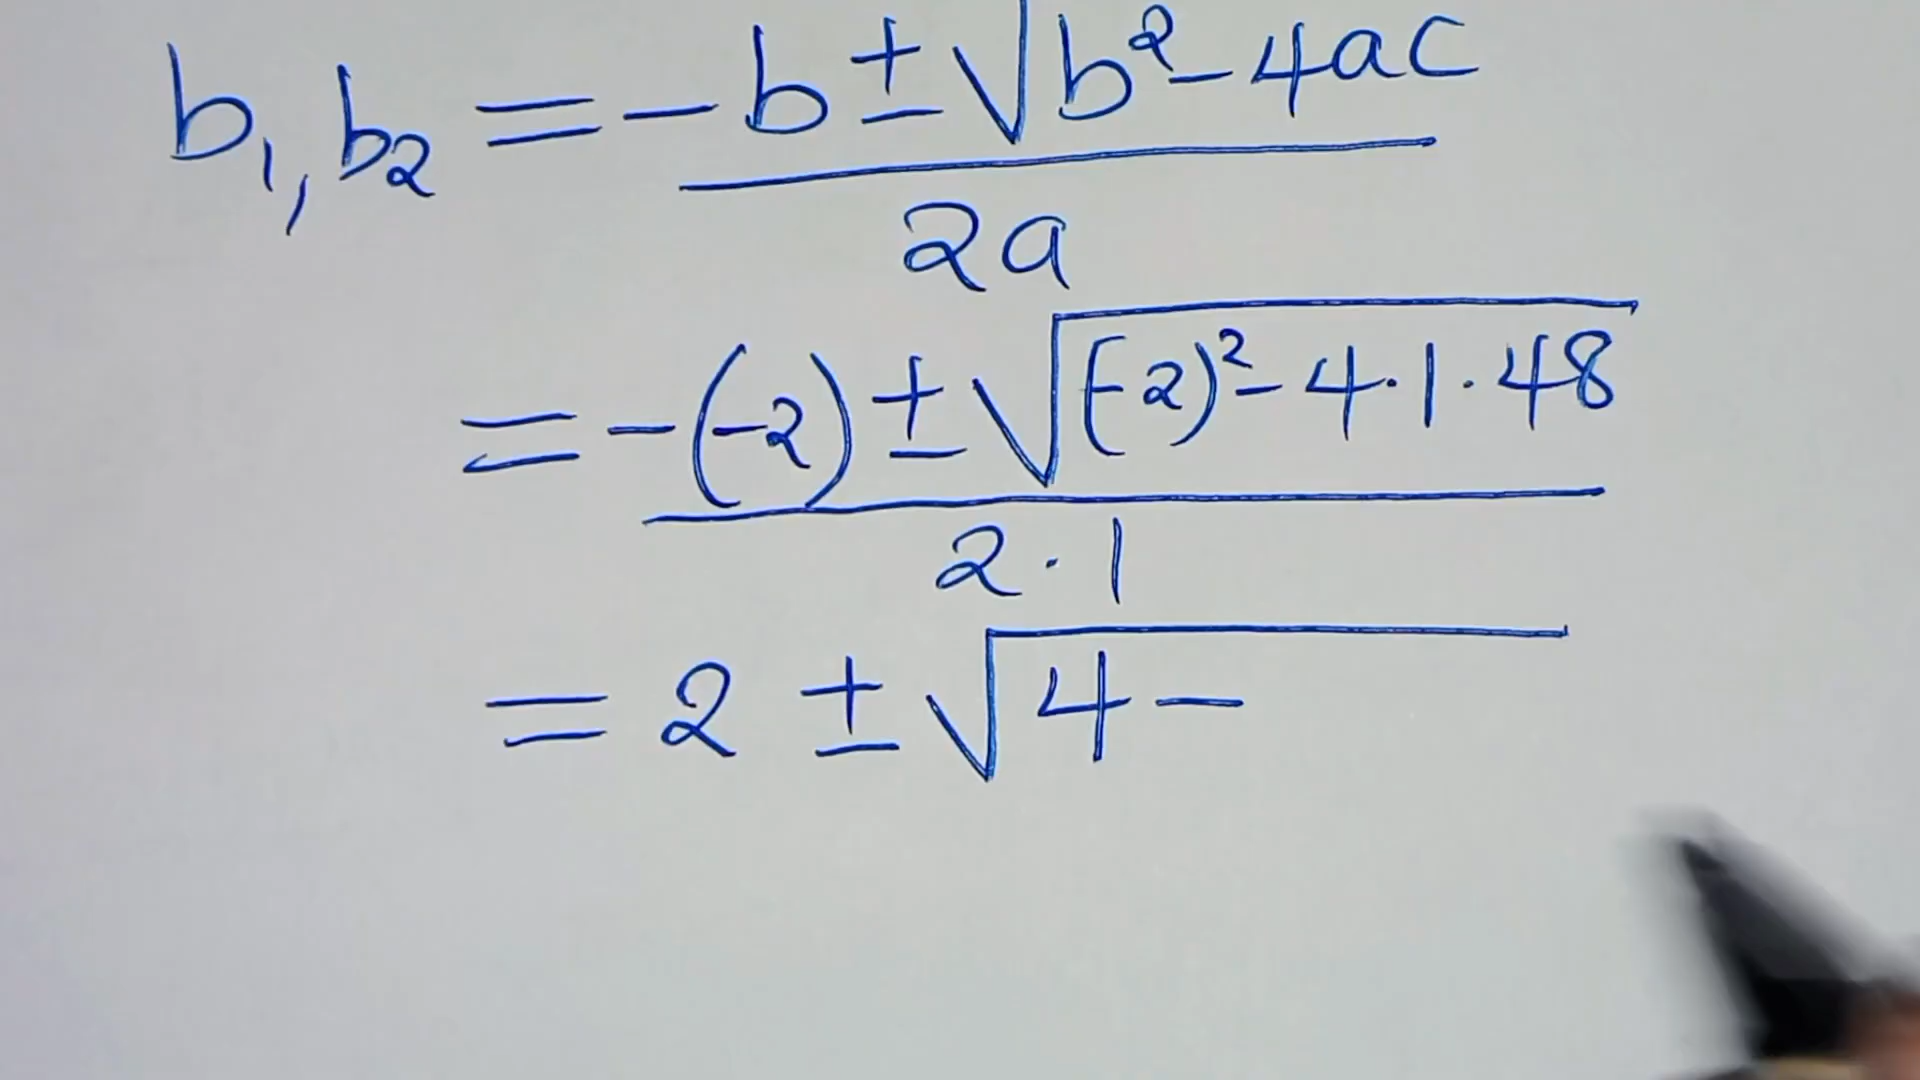 b₁, b₂ = -b ± √b² - 4ac
2a
= -(-2) ± √(-2)² - 4·1·48
2·1
= 2 ± √4 -